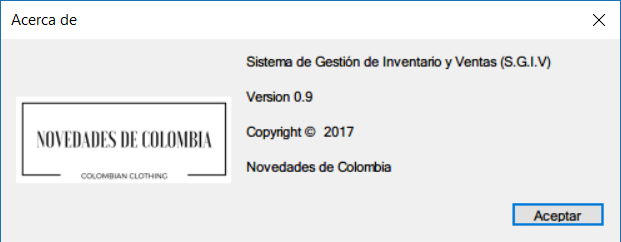 Acerca de
Sistema de Gestión de Inventario y Ventas (S.G.I.V)
Version 0.9
Copyright © 2017
Novedades de Colombia
NOVEDADES DE COLOMBIA
COLOMBIAN CLOTHING
Aceptar